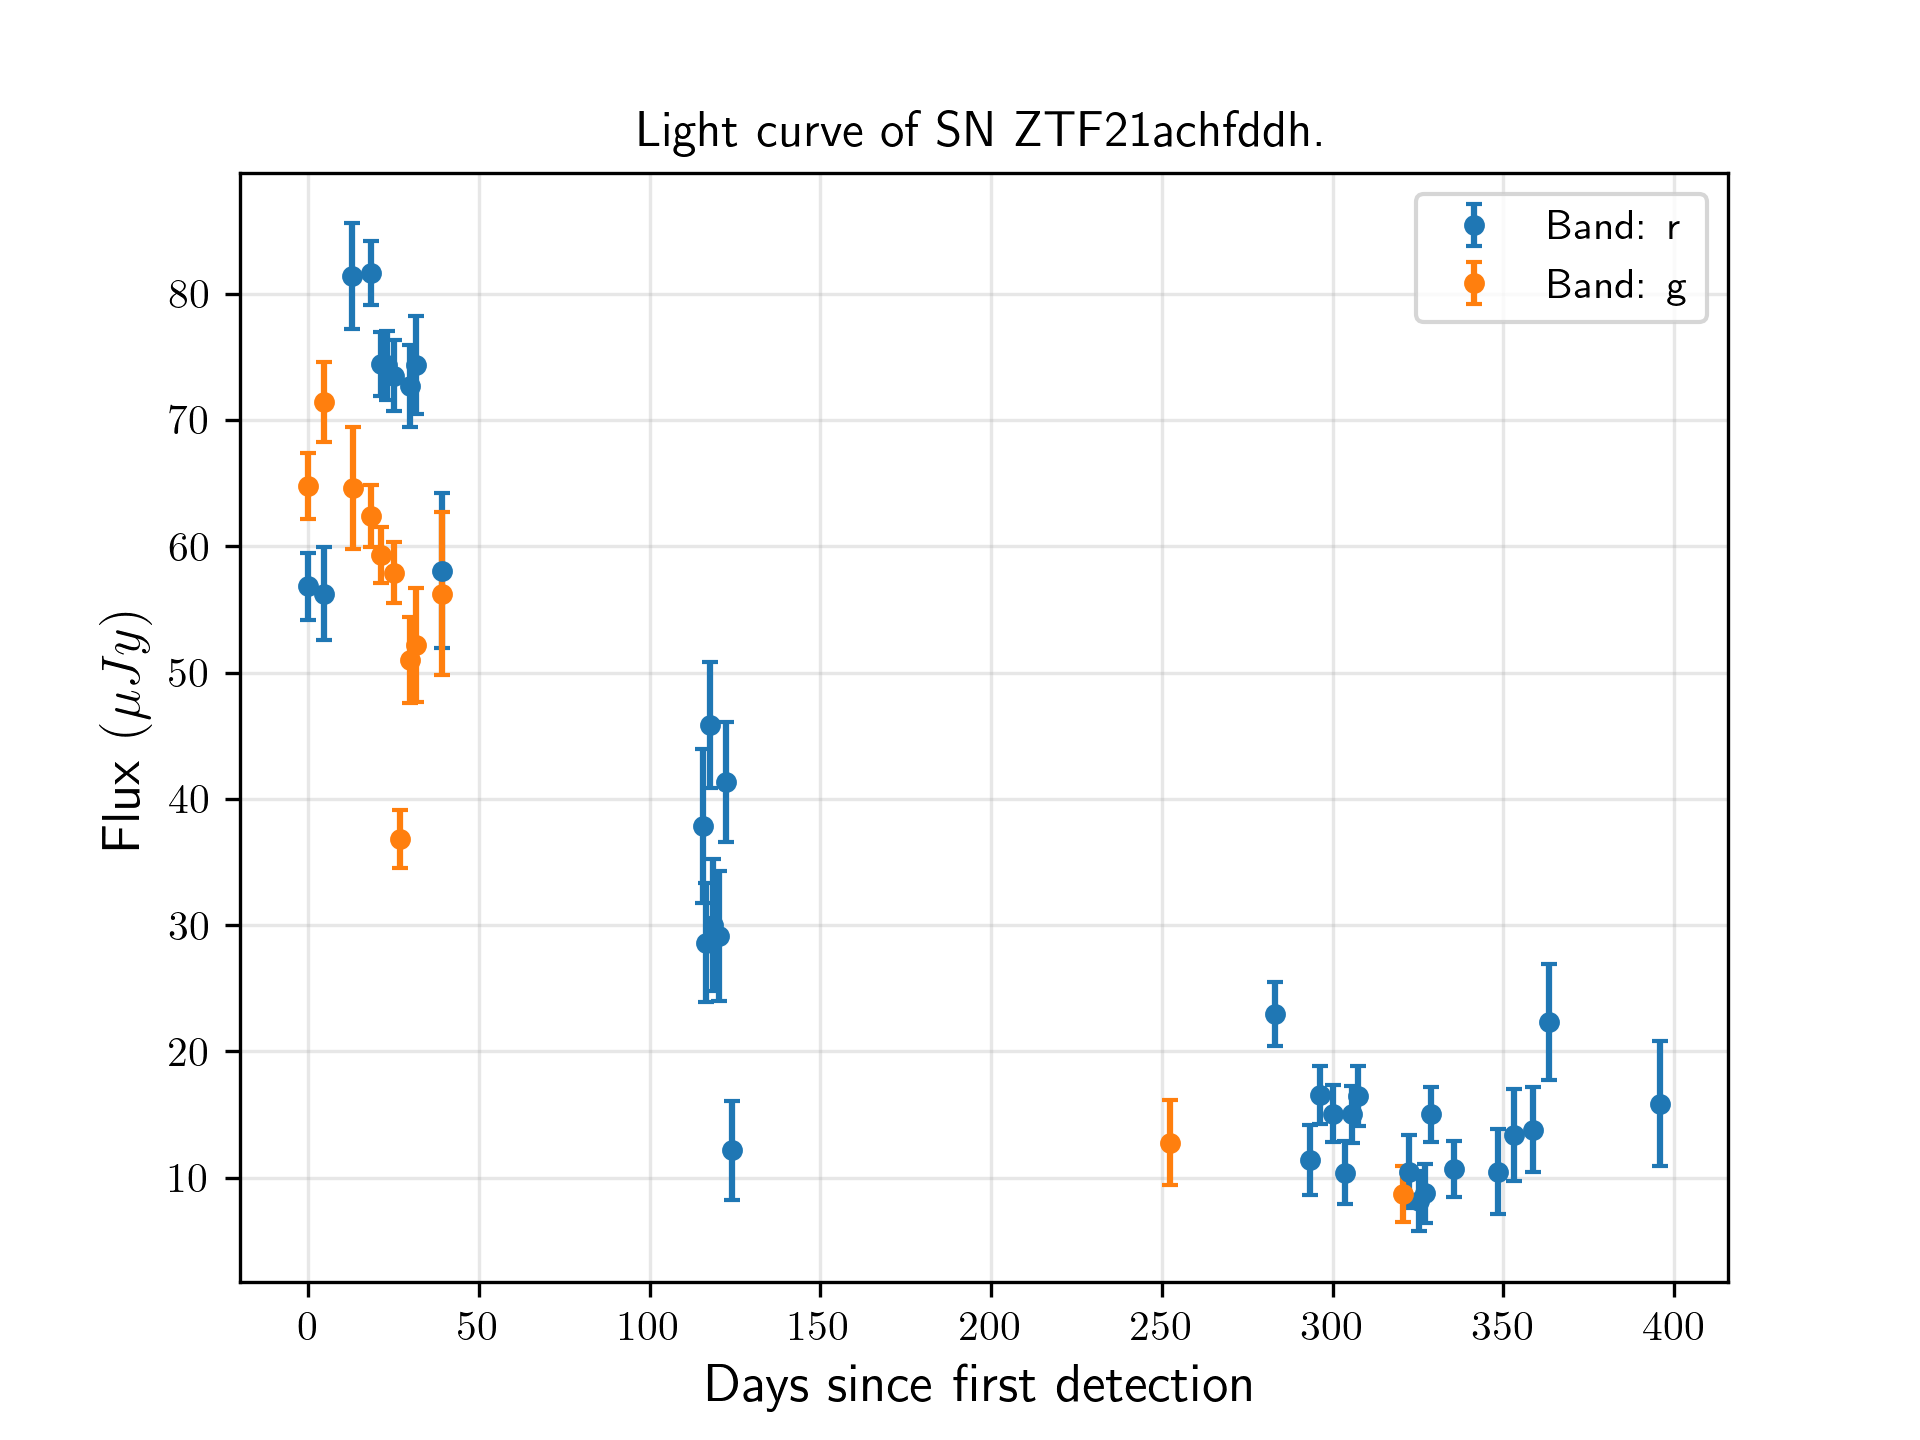 Light curve of SN ZTF21achfddh.
Band: r
Band: g
80
70
60
50
40
30
20
10
Flux (μJy)
0 50 100 150 200 250 300 350 400
Days since first detection